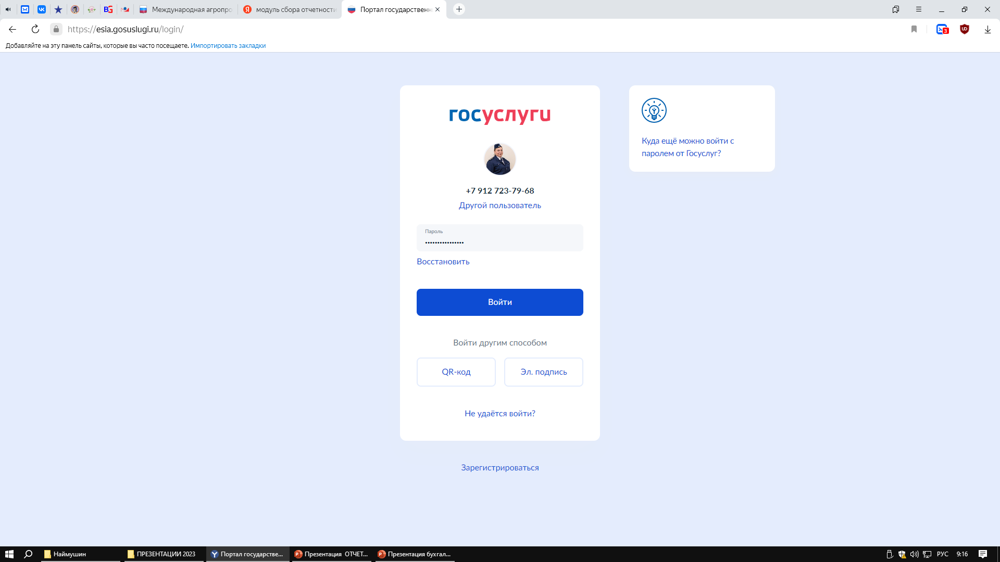 Международная агропро
модуль сбора отчетности
Портал государственн
https://esia.gosuslugi.ru/login/
3
Добавляйте на эту панель сайты, которые вы часто посещаете. Импортировать закладки
госуслуги
+7 912 723-79-68
Другой пользователь
Пароль
••••••••••••••••
Восстановить
Войти
Войти другим способом
QR-код
Эл. подпись
Не удаётся войти?
Зарегистрироваться
Куда ещё можно войти с
паролем от Госуслуг?
Наймушин
ПРЕЗЕНТАЦИИ 2023
Портал государстве...
Презентация ОТЧЕТ...
Презентация бухгал...
РУС
9:16